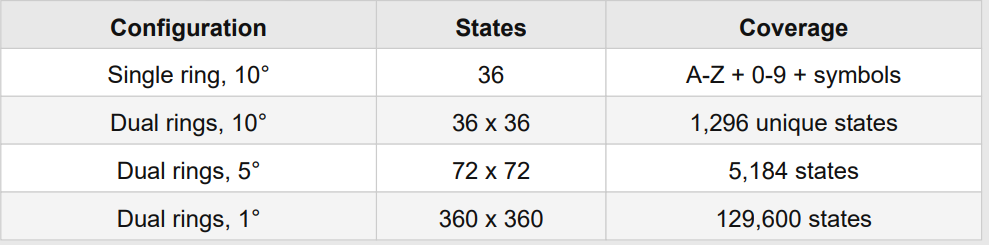 Configuration States Coverage
Single ring, 10° 36 A-Z + 0-9 + symbols
Dual rings, 10° 36 x 36 1,296 unique states
Dual rings, 5° 72 x 72 5,184 states
Dual rings, 1° 360 x 360 129,600 states